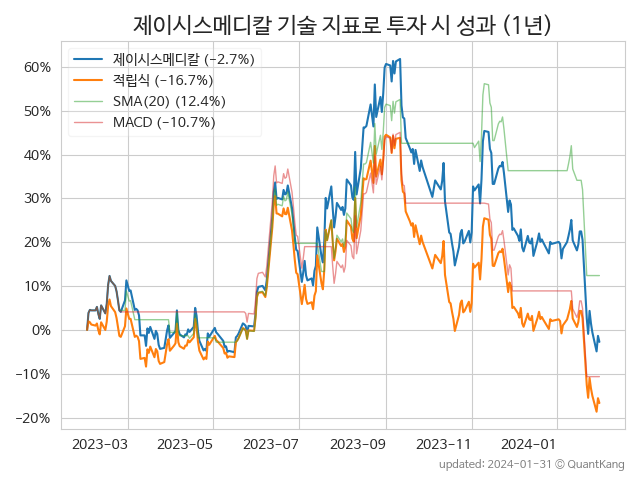 제이시스메디칼 기술 지표로 투자 시 성과 (1년)
제이시스메디칼 (−2.7%)
적립식 (−16.7%)
SMA(20) (12.4%)
MACD (−10.7%)
60%
50%
40%
30%
20%
10%
0%
−10%
−20%
2023-03 2023-05 2023-07 2023-09 2023-11 2024-01
updated: 2024-01-31 © QuantKang